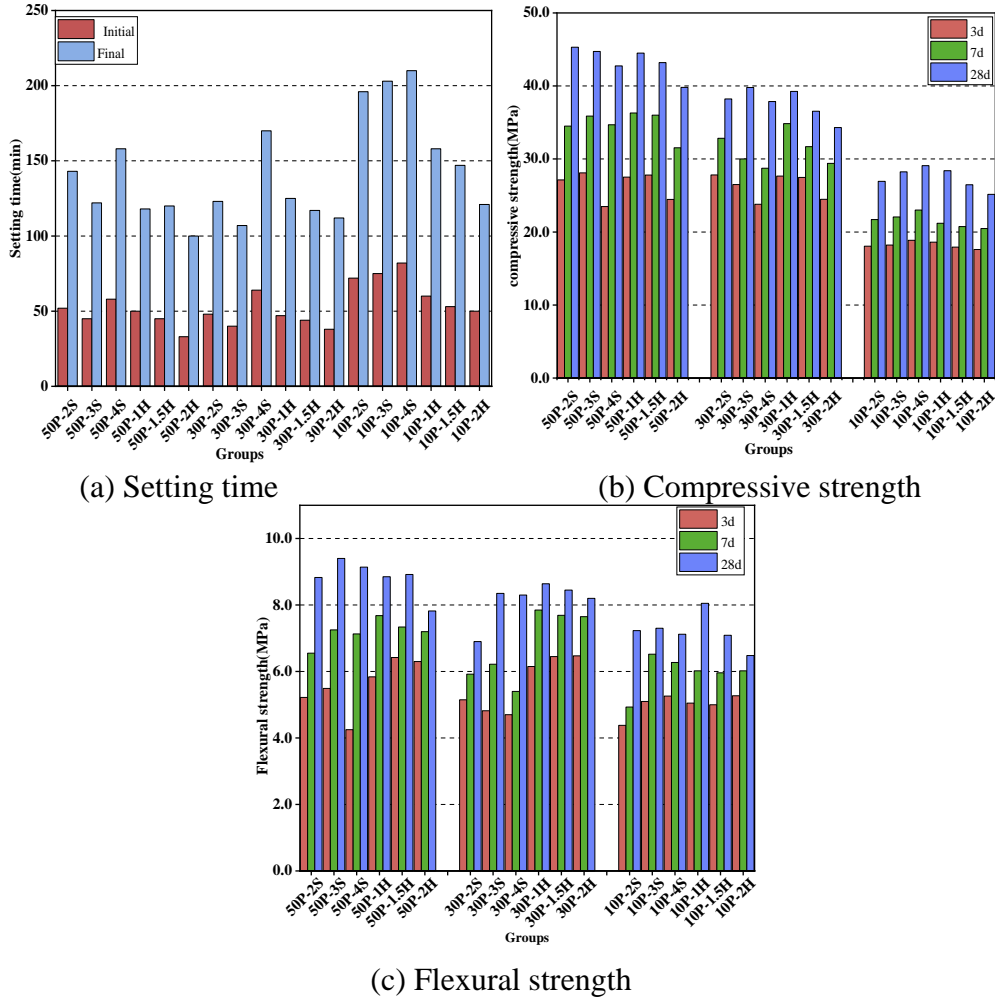 250
200
150
100
50
0
Setting time(min)
Initial
Final
50P-2S
50P-3S
50P-4S
50P-1H
50P-1.5H
50P-2H
30P-2S
30P-3S
30P-4S
30P-1H
30P-1.5H
30P-2H
10P-2S
10P-3S
10P-4S
10P-1H
10P-1.5H
10P-2H
Groups
(a) Setting time
50.0
40.0
30.0
20.0
10.0
0.0
compressive strength(MPa)
3d
7d
28d
50P-2S
50P-3S
50P-4S
50P-1H
50P-1.5H
50P-2H
30P-2S
30P-3S
30P-4S
30P-1H
30P-1.5H
30P-2H
10P-2S
10P-3S
10P-4S
10P-1H
10P-1.5H
10P-2H
Groups
(b) Compressive strength
10.0
8.0
6.0
4.0
2.0
0.0
Flexural strength(MPa)
3d
7d
28d
50P-2S
50P-3S
50P-4S
50P-1H
50P-1.5H
50P-2H
30P-2S
30P-3S
30P-4S
30P-1H
30P-1.5H
30P-2H
10P-2S
10P-3S
10P-4S
10P-1H
10P-1.5H
10P-2H
Groups
(c) Flexural strength